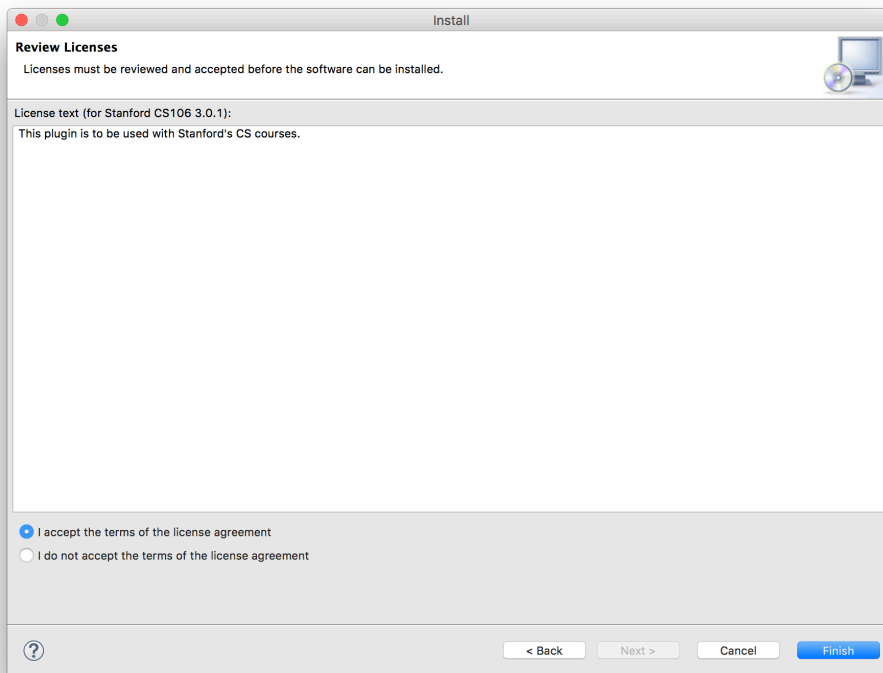 Install
Review Licenses
Licenses must be reviewed and accepted before the software can be installed.
License text (for Stanford CS106 3.0.1):
This plugin is to be used with Stanford's CS courses.
I accept the terms of the license agreement
I do not accept the terms of the license agreement
?
< Back
Next >
Cancel
Finish